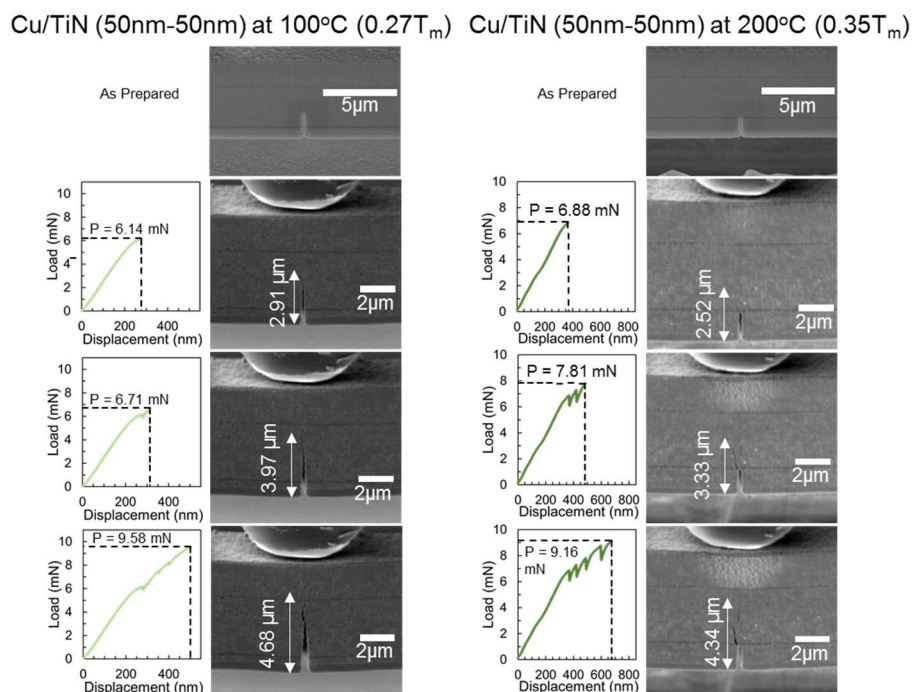 Cu/TiN (50nm-50nm) at 100°C (0.27Tm)
As Prepared
5µm
10
8
6
4
2
0
Load (mN)
P = 6.14 mN
0 200 400
Displacement (nm)
2.91 µm
2µm
10
8
6
4
2
0
Load (mN)
P = 6.71 mN
0 200 400
Displacement (nm)
3.97 µm
2µm
10
8
6
4
2
0
Load (mN)
P = 9.58 mN
0 200 400
Displacement (nm)
4.68 µm
2µm
Cu/TiN (50nm-50nm) at 200°C (0.35Tm)
As Prepared
5µm
10
8
6
4
2
0
Load (mN)
P = 6.88 mN
0 200 400 600 800
Displacement (nm)
2.52 µm
2µm
10
8
6
4
2
0
Load (mN)
P = 7.81 mN
0 200 400 600 800
Displacement (nm)
3.33 µm
2µm
10
8
6
4
2
0
Load (mN)
P = 9.16
mN
0 200 400 600 800
Displacement (nm)
4.34 µm
2µm